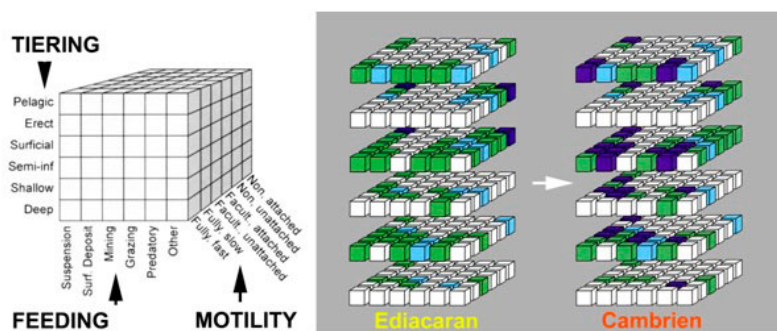 TIERING
Pelagic
Erect
Surficial
Semi-inf
Shallow
Deep
Suspension
Surf. Deposit
Mining
Grazing
Predatory
Other
Non. attached
Non. unattached
Facult. attached
Facult. unattached
Fully. slow
Fully. fast
FEEDING
MOTILITY
Ediacaran
Cambrien